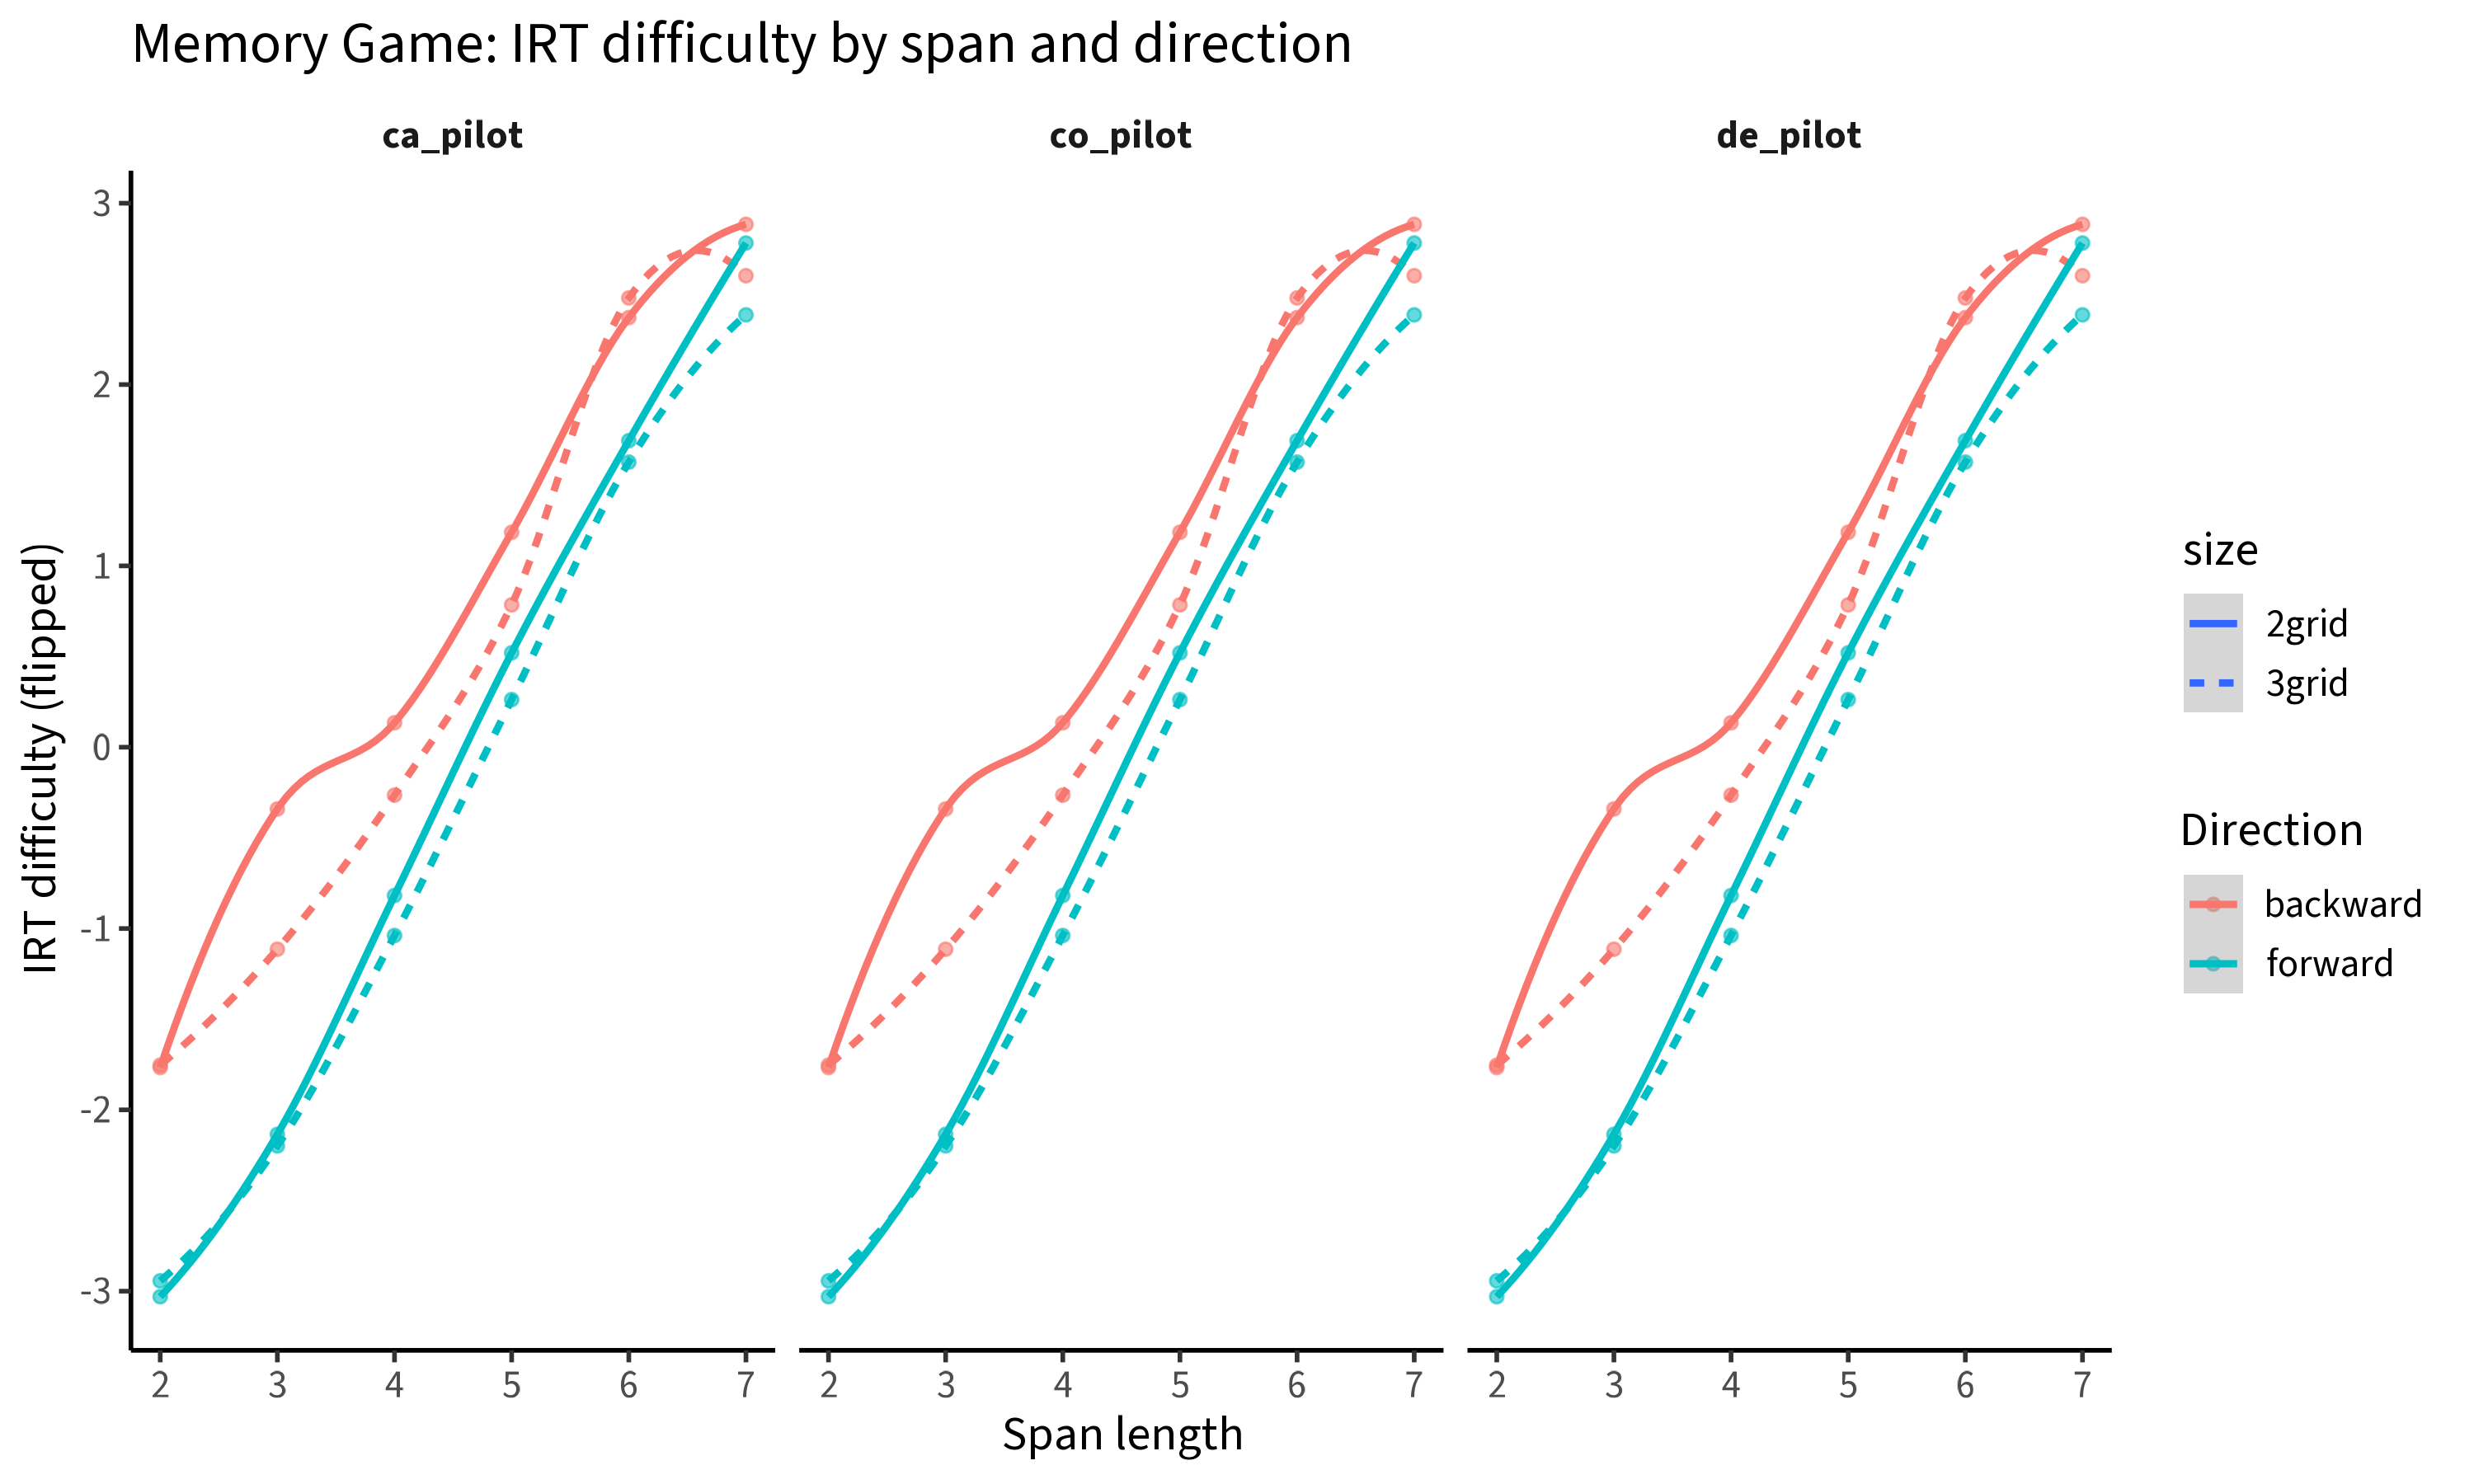 Memory Game: IRT difficulty by span and direction
ca_pilot
co_pilot
de_pilot
IRT difficulty (flipped)
3
2
1
0
-1
-2
-3
2 3 4 5 6 7
2 3 4 5 6 7
2 3 4 5 6 7
Span length
size
2grid
3grid
Direction
backward
forward